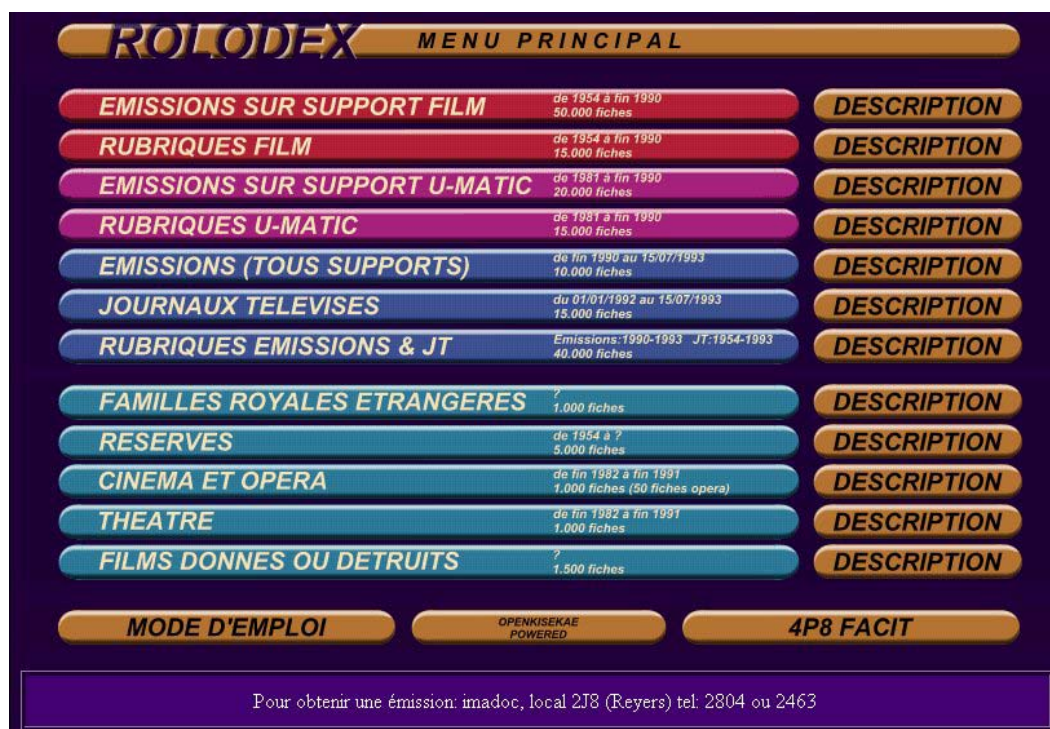 ROLODEX MENU PRINCIPAL
EMISSIONS SUR SUPPORT FILM
de 1954 à fin 1990
50.000 fiches
DESCRIPTION
RUBRIQUES FILM
de 1954 à fin 1990
15.000 fiches
DESCRIPTION
EMISSIONS SUR SUPPORT U-MATIC
de 1981 à fin 1990
20.000 fiches
DESCRIPTION
RUBRIQUES U-MATIC
de 1981 à fin 1990
15.000 fiches
DESCRIPTION
EMISSIONS (TOUS SUPPORTS)
de fin 1990 au 15/07/1993
10.000 fiches
DESCRIPTION
JOURNAUX TELEVISES
du 01/01/1992 au 15/07/1993
15.000 fiches
DESCRIPTION
RUBRIQUES EMISSIONS & JT
Emissions:1990-1993 JT:1954-1993
40.000 fiches
DESCRIPTION
FAMILLES ROYALES ETRANGERES
?
1.000 fiches
DESCRIPTION
RESERVES
de 1954 à ?
5.000 fiches
DESCRIPTION
CINEMA ET OPERA
de fin 1982 à fin 1991
1.000 fiches (50 fiches opera)
DESCRIPTION
THEATRE
de fin 1982 à fin 1991
1.000 fiches
DESCRIPTION
FILMS DONNES OU DETRUITS
?
1.500 fiches
DESCRIPTION
MODE D'EMPLOI
OPENKISEKAE
POWERED
4P8 FACIT
Pour obtenir une émission: imadoc, local 2J8 (Reyers) tel: 2804 ou 2463